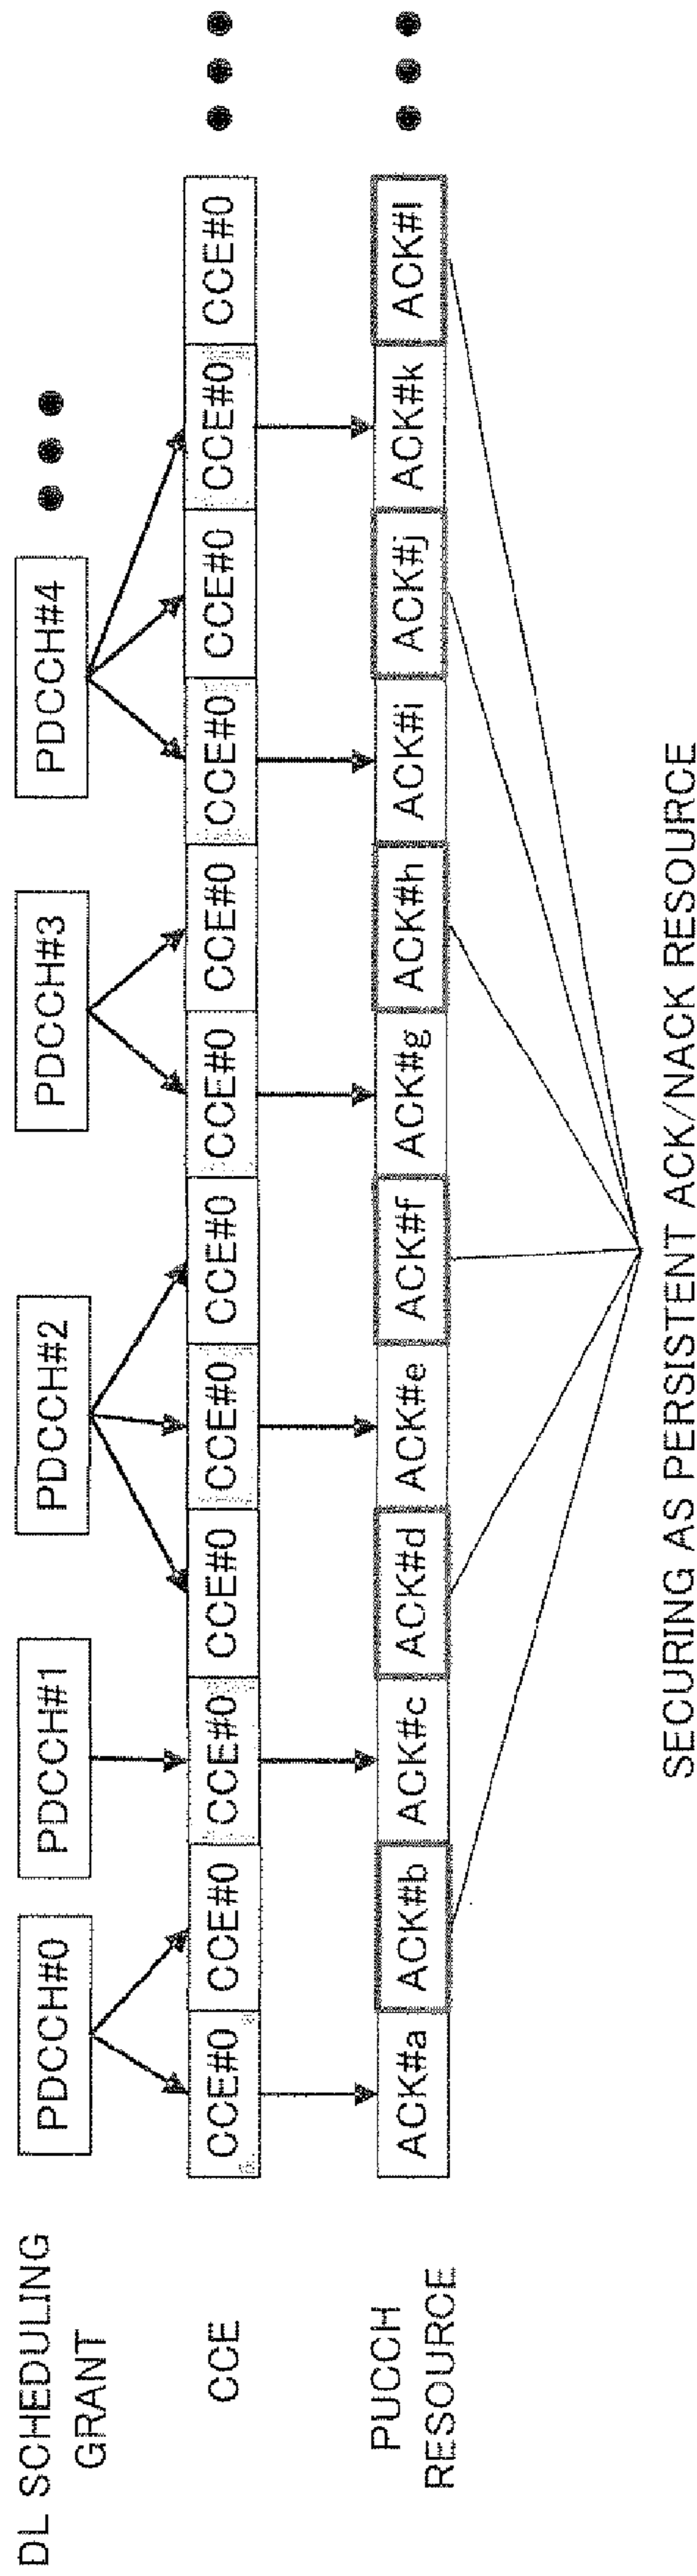 DL SCHEDULING
GRANT
PDCCH#0
PDCCH#1
PDCCH#2
PDCCH#3
PDCCH#4
CCE
CCE#0
CCE#0
CCE#0
CCE#0
CCE#0
CCE#0
CCE#0
CCE#0
CCE#0
CCE#0
CCE#0
CCE#0
PUCCH
RESOURCE
ACK#a
ACK#b
ACK#c
ACK#d
ACK#e
ACK#f
ACK#g
ACK#h
ACK#i
ACK#j
ACK#k
ACK#l
SECURING AS PERSISTENT ACK/NACK RESOURCE